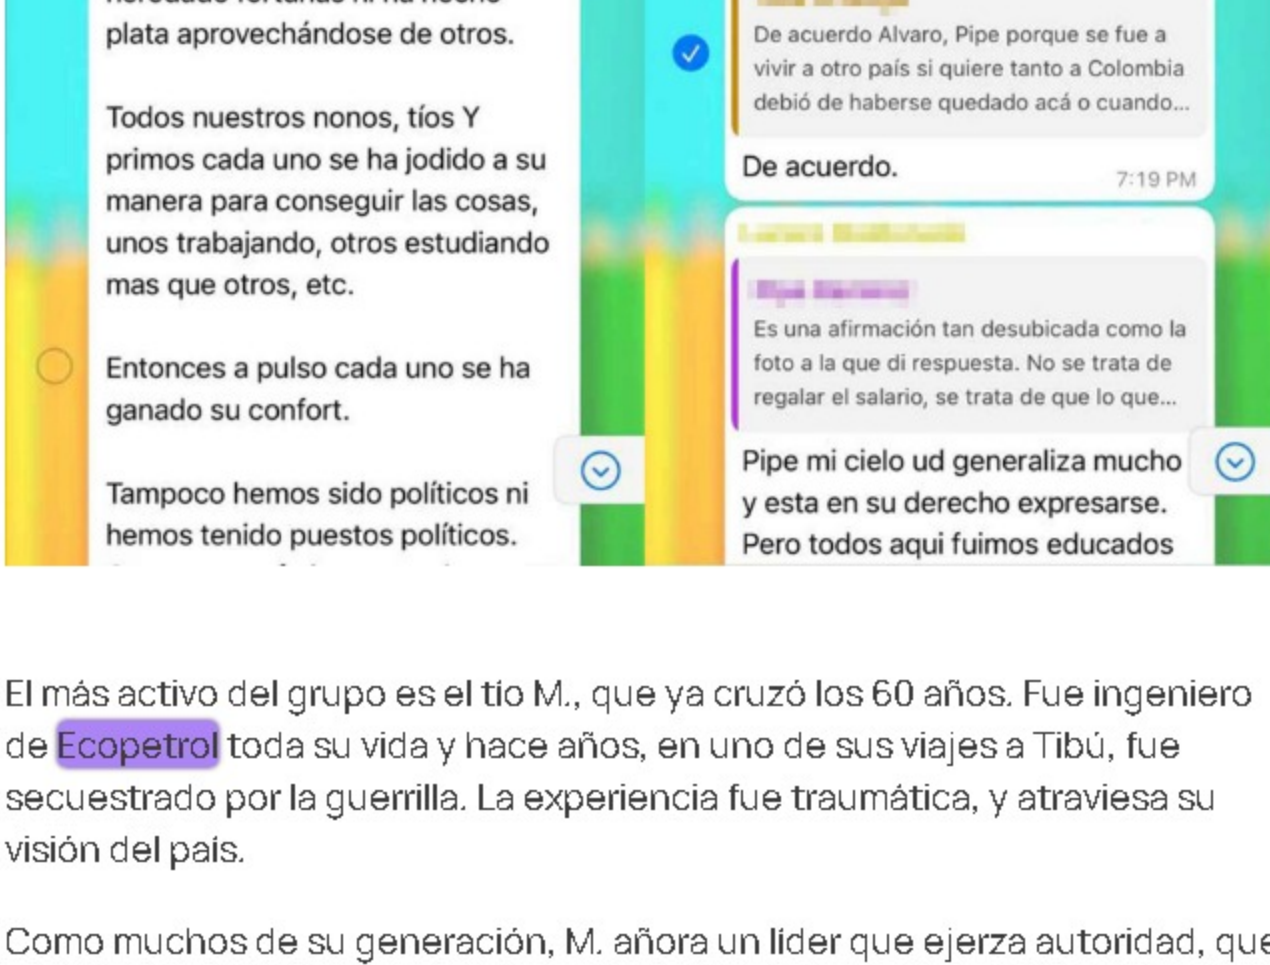 plata aprovechándose de otros.
Todos nuestros nonos, tíos Y
primos cada uno se ha jodido a su
manera para conseguir las cosas,
unos trabajando, otros estudiando
mas que otros, etc.
Entonces a pulso cada uno se ha
ganado su confort.
Tampoco hemos sido políticos ni
hemos tenido puestos políticos.
De acuerdo Alvaro, Pipe porque se fue a
vivir a otro país si quiere tanto a Colombia
debió de haberse quedado acá o cuando...
De acuerdo.
7:19 PM
Es una afirmación tan desubicada como la
foto a la que di respuesta. No se trata de
regalar el salario, se trata de que lo que...
Pipe mi cielo ud generaliza mucho
y esta en su derecho expresarse.
Pero todos aqui fuimos educados
El más activo del grupo es el tío M., que ya cruzó los 60 años. Fue ingeniero
de Ecopetrol toda su vida y hace años, en uno de sus viajes a Tibú, fue
secuestrado por la guerrilla. La experiencia fue traumática, y atraviesa su
visión del país.
Como muchos de su generación, M. añora un líder que ejerza autoridad, que